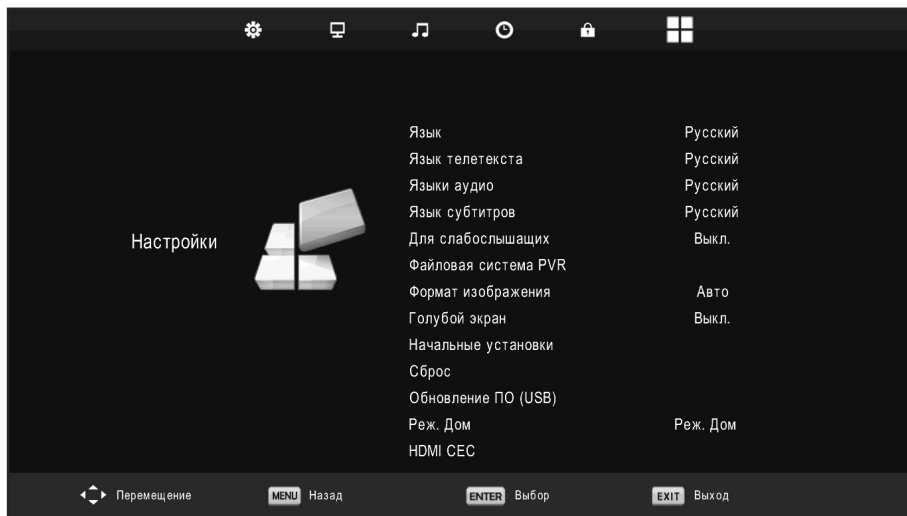 Язык Русский
Язык телетекста Русский
Языки аудио Русский
Язык субтитров Русский
Настройки
Для слабослышащих Выкл.
Файловая система PVR
Формат изображения Авто
Голубой экран Выкл.
Начальные установки
Сброс
Обновление ПО (USB)
Реж. Дом Реж. Дом
HDMI CEC
Перемещение MENU Назад ENTER Выбор EXIT Выход